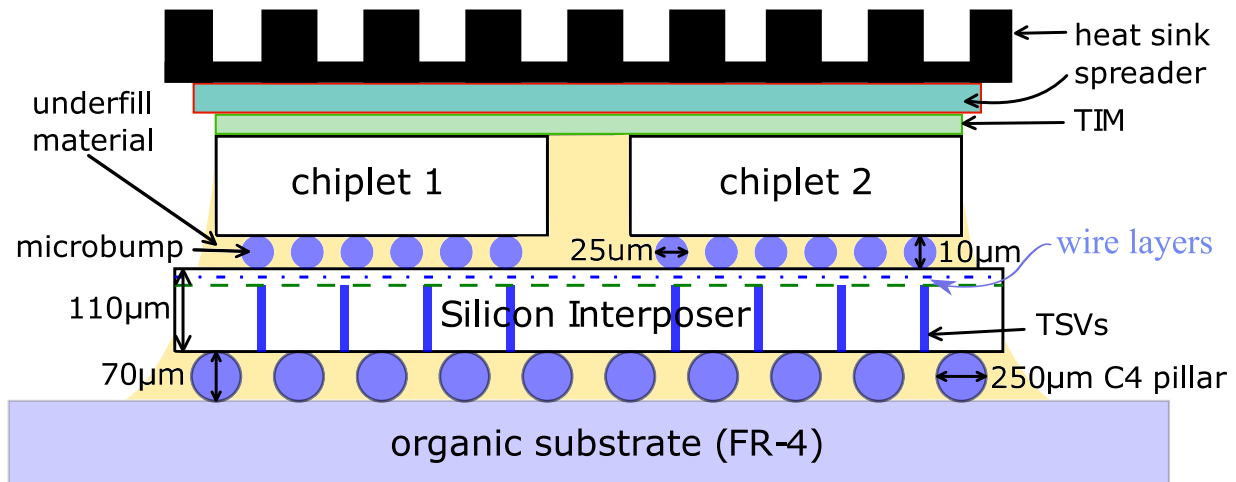 heat sink
spreader
underfill
material
TIM
chiplet 1
chiplet 2
microbump
25um
10μm
wire layers
110μm
Silicon Interposer
TSVs
70μm
250μm C4 pillar
organic substrate (FR-4)